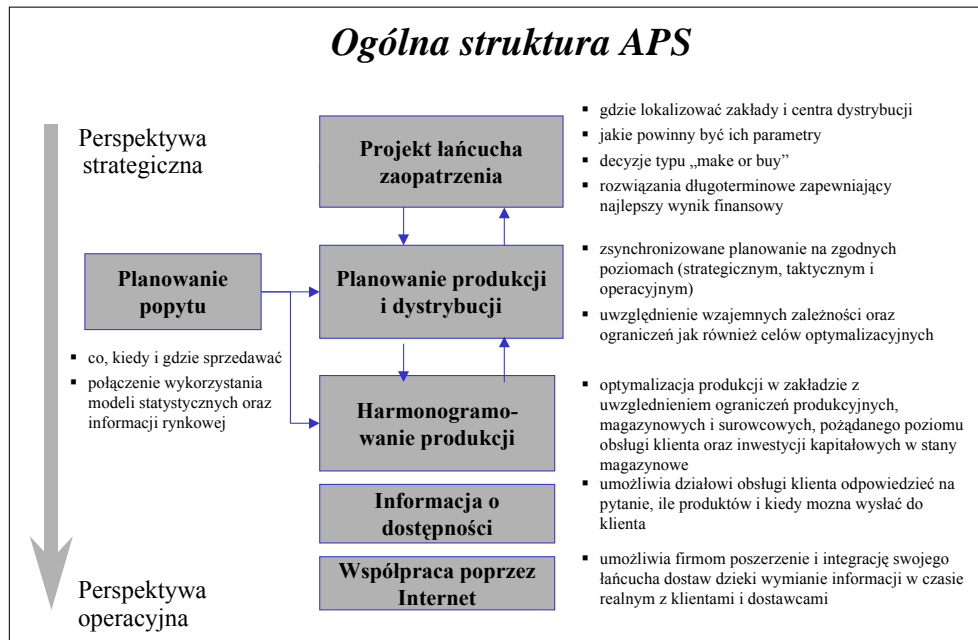 Ogólna struktura APS
Perspektywa
strategiczna
Projekt łańcucha
zaopatrzenia
▪ gdzie lokalizować zakłady i centra dystrybucji
▪ jakie powinny być ich parametry
▪ decyzje typu „make or buy”
▪ rozwiązania długoterminowe zapewniający
najlepszy wynik finansowy
Planowanie
popytu
Planowanie produkcji
i dystrybucji
▪ zsynchronizowane planowanie na zgodnych
poziomach (strategicznym, taktycznym i
operacyjnym)
▪ uwzględnienie wzajemnych zależności oraz
ograniczeń jak również celów optymalizacyjnych
▪ co, kiedy i gdzie sprzedawać
▪ połączenie wykorzystania
modeli statystycznych oraz
informacji rynkowej
Harmonogramo-
wanie produkcji
▪ optymalizacja produkcji w zakładzie z
uwzglednieniem ograniczeń produkcyjnych,
magazynowych i surowcowych, pożądanego poziomu
obsługi klienta oraz inwestycji kapitałowych w stany
magazynowe
Informacja o
dostępności
▪ umożliwia działowi obsługi klienta odpowiedzieć na
pytanie, ile produktów i kiedy mozna wysłać do
klienta
Współpraca poprzez
Internet
▪ umożliwia firmom poszerzenie i integrację swojego
łańcucha dostaw dzieki wymianie informacji w czasie
realnym z klientami i dostawcami
Perspektywa
operacyjna